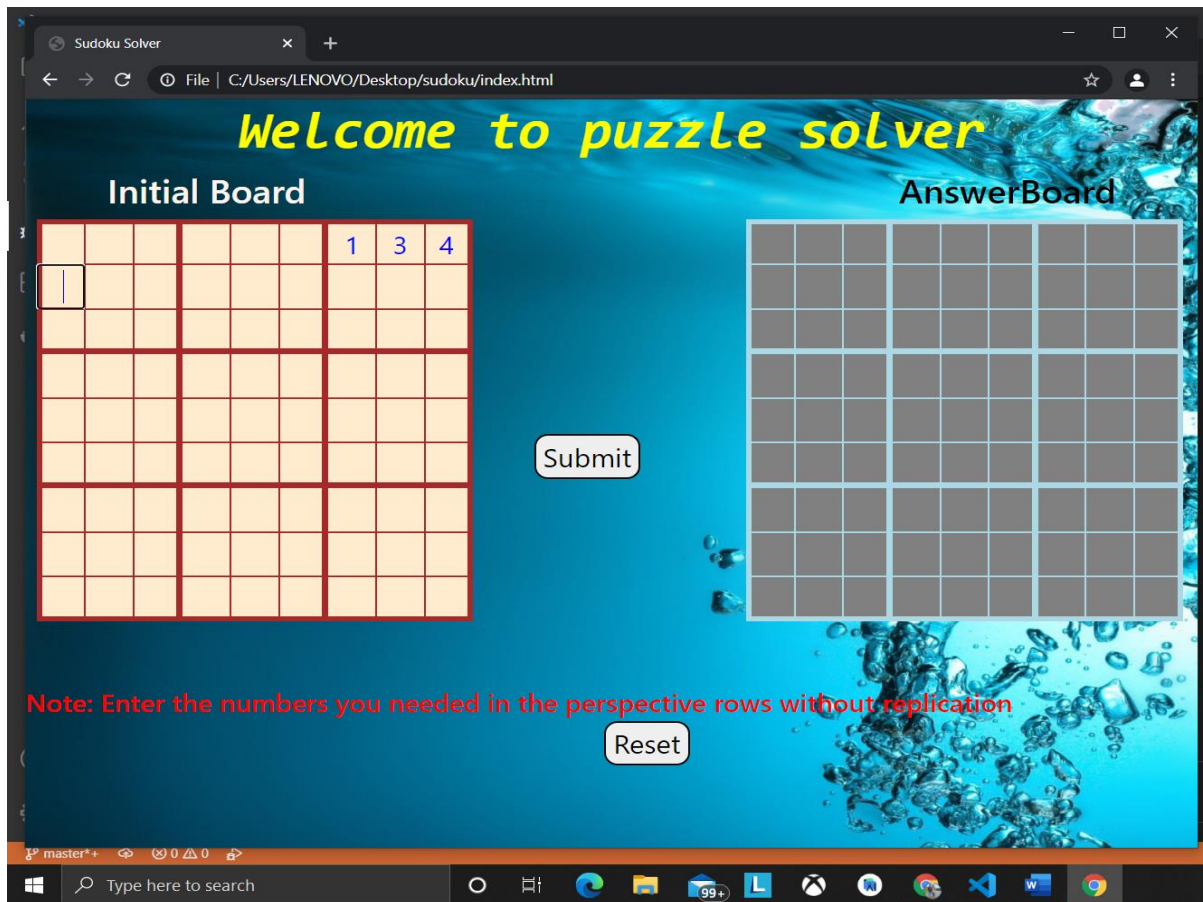 Sudoku Solver
File | C:/Users/LENOVO/Desktop/sudoku/index.html
Welcome to puzzle solver
Initial Board
AnswerBoard
1 3 4
Submit
Note: Enter the numbers you needed in the perspective rows without replication
Reset
master*+ 0 0
Type here to search
99+ L W